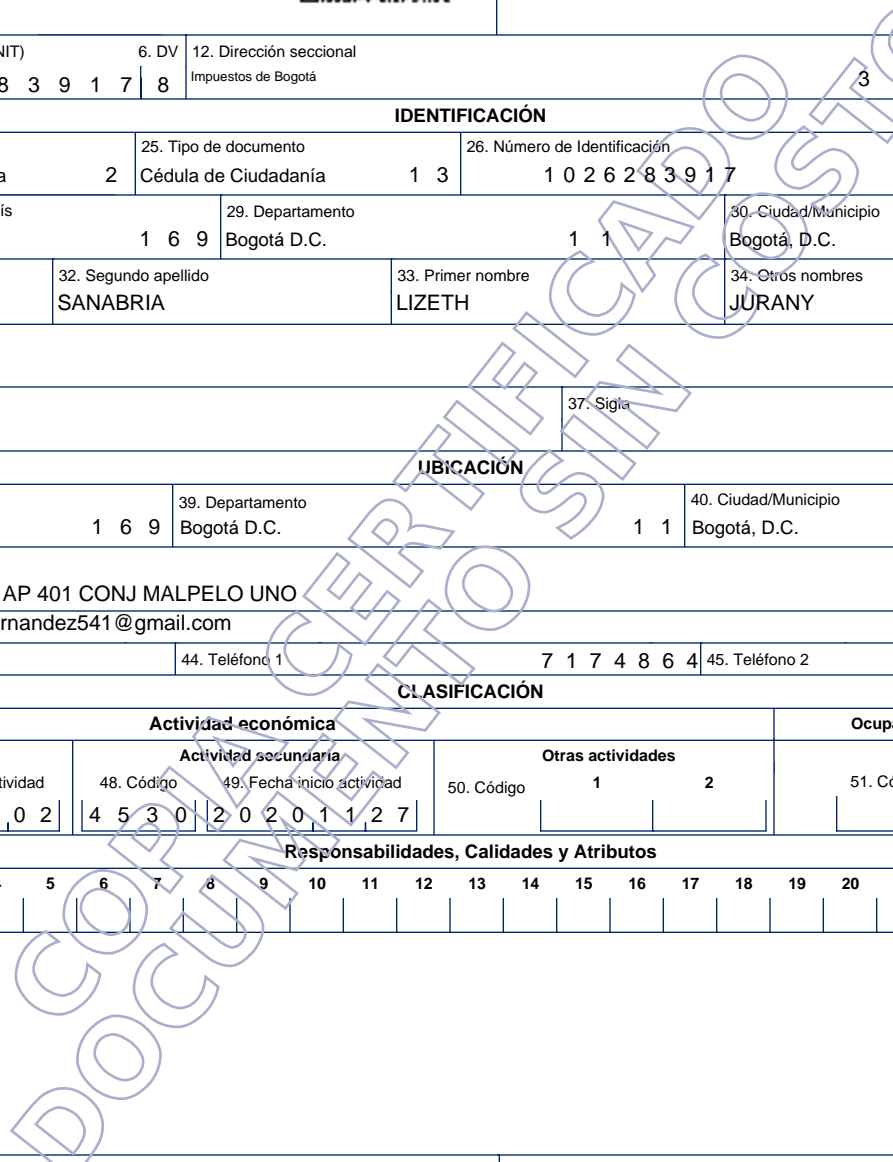 NIT) 6. DV 12. Dirección seccional
8 3 9 1 7 8 Impuestos de Bogotá 3
IDENTIFICACIÓN
25. Tipo de documento 26. Número de Identificación
a 2 Cédula de Ciudadanía 1 3 1 0 2 6 2 8 3 9 1 7
ís 29. Departamento 30. Ciudad/Municipio
1 6 9 Bogotá D.C. 1 1 Bogotá, D.C.
32. Segundo apellido 33. Primer nombre 34. Otros nombres
SANABRIA LIZETH JURANY
37. Sigla
UBICACIÓN
39. Departamento 40. Ciudad/Municipio
1 6 9 Bogotá D.C. 1 1 Bogotá, D.C.
AP 401 CONJ MALPELO UNO
rnandez541@gmail.com
44. Teléfono 1 7 1 7 4 8 6 4 45. Teléfono 2
CLASIFICACIÓN
Actividad económica Ocupa
Actividad secundaria Otras actividades
tividad 48. Código 49. Fecha inicio actividad 50. Código 1 2 51. Có
0 2 4 5 3 0 2 0 2 0 1 1 2 7
Responsabilidades, Calidades y Atributos
5 6 7 8 9 10 11 12 13 14 15 16 17 18 19 20
COPIA CERTIFICADO
DOCUMENTO SIN COSTO